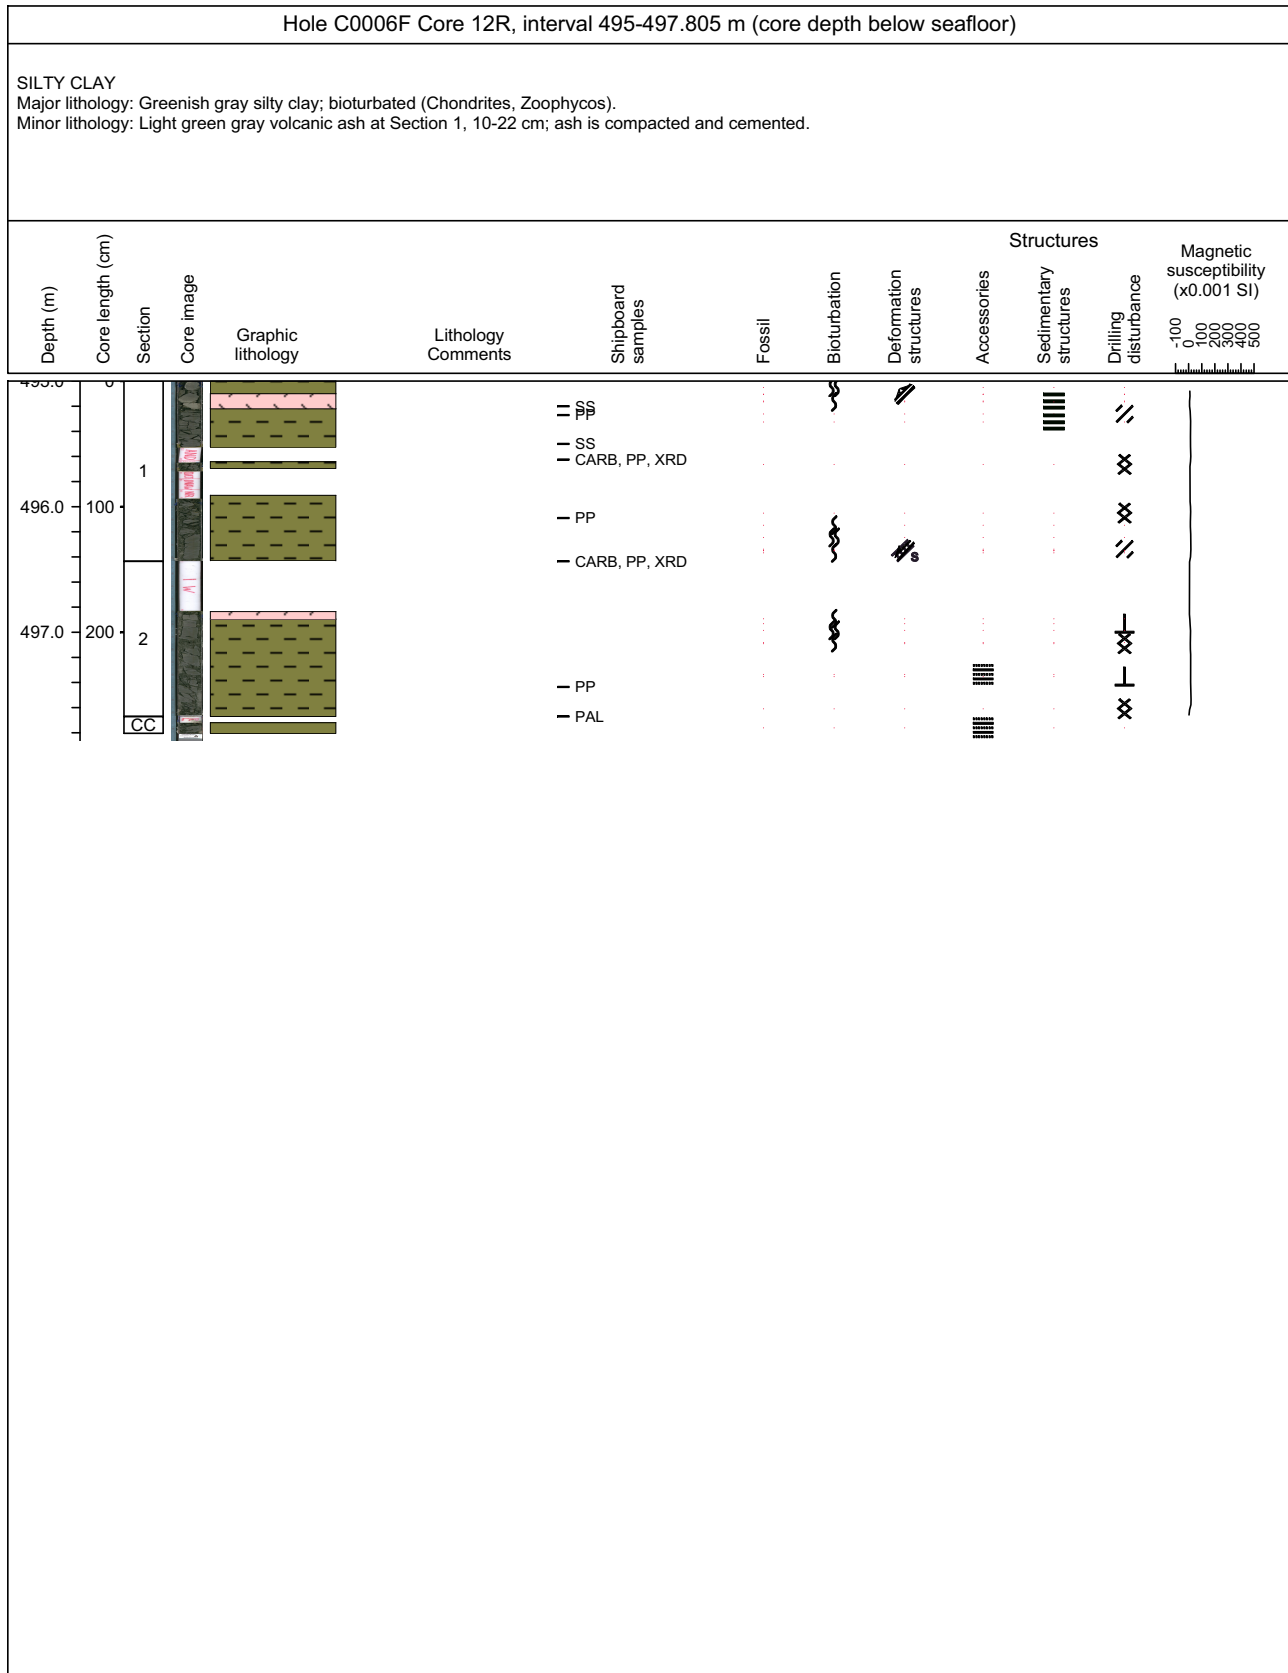 Hole C0006F Core 12R, interval 495-497.805 m (core depth below seafloor)
SILTY CLAY
Major lithology: Greenish gray silty clay; bioturbated (Chondrites, Zoophycos).
Minor lithology: Light green gray volcanic ash at Section 1, 10-22 cm; ash is compacted and cemented.
Structures
Depth (m)
Core length (cm)
Section
Core image
Graphic
lithology
Lithology
Comments
Shipboard
samples
Fossil
Bioturbation
Deformation
structures
Accessories
Sedimentary
structures
Drilling
disturbance
Magnetic
susceptibility
(x0.001 SI)
-100
0
100
200
300
400
500
495.0
0
SS
PP
SS
CARB, PP, XRD
1
496.0
100
PP
s
CARB, PP, XRD
IW
497.0
200
2
PP
PAL
CC